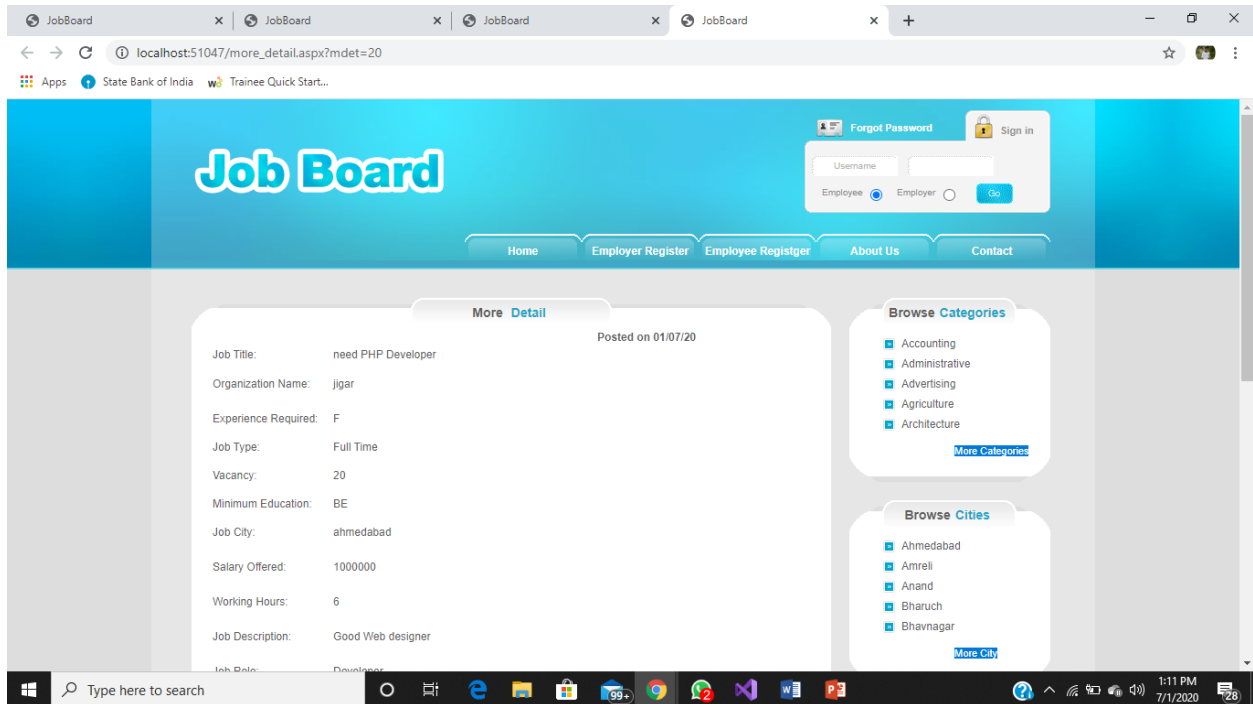 JobBoard JobBoard JobBoard JobBoard
localhost:51047/more_detail.aspx?mdet=20
Apps State Bank of India Trainee Quick Start...
Forgot Password Sign in
Job Board
Username
Employee Employer Go
Home Employer Register Employee Registger About Us Contact
More Detail
Posted on 01/07/20
Job Title: need PHP Developer
Organization Name: jigar
Experience Required: F
Job Type: Full Time
Vacancy: 20
Minimum Education: BE
Job City: ahmedabad
Salary Offered: 1000000
Working Hours: 6
Job Description: Good Web designer
Job Role: Developer
Browse Categories
Accounting
Administrative
Advertising
Agriculture
Architecture
More Categories
Browse Cities
Ahmedabad
Amreli
Anand
Bharuch
Bhavnagar
More City
Type here to search
99+
2
1:11 PM
7/1/2020
28